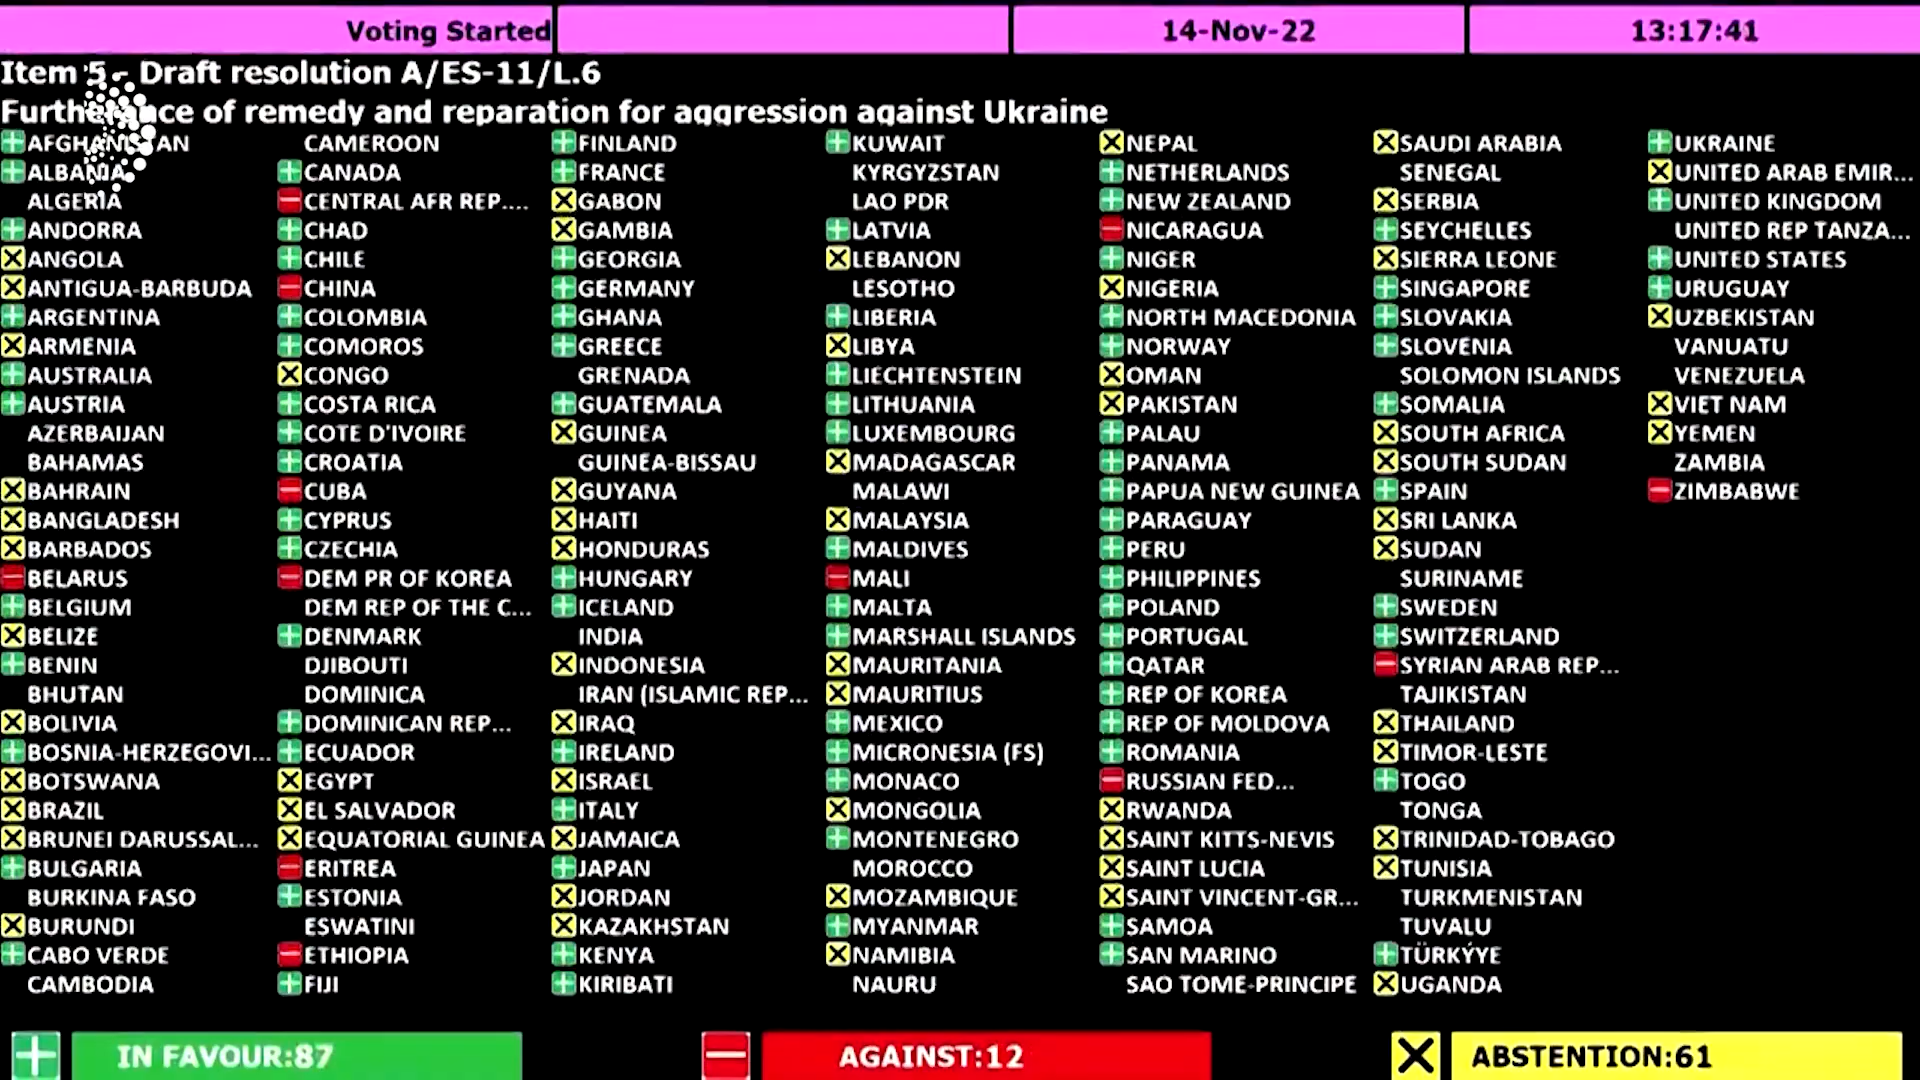 Voting Started
14-Nov-22
13:17:41
Item 5 - Draft resolution A/ES-11/L.6
Furtherance of remedy and reparation for aggression against Ukraine
AFGHANISTAN
ALBANIA
ALGERIA
ANDORRA
ANGOLA
ANTIGUA-BARBUDA
ARGENTINA
ARMENIA
AUSTRALIA
AUSTRIA
AZERBAIJAN
BAHAMAS
BAHRAIN
BANGLADESH
BARBADOS
BELARUS
BELGIUM
BELIZE
BENIN
BHUTAN
BOLIVIA
BOSNIA-HERZEGOVI...
BOTSWANA
BRAZIL
BRUNEI DARUSSAL...
BULGARIA
BURKINA FASO
BURUNDI
CABO VERDE
CAMBODIA
CAMEROON
CANADA
CENTRAL AFR REP....
CHAD
CHILE
CHINA
COLOMBIA
COMOROS
CONGO
COSTA RICA
COTE D'IVOIRE
CROATIA
CUBA
CYPRUS
CZECHIA
DEM PR OF KOREA
DEM REP OF THE C...
DENMARK
DJIBOUTI
DOMINICA
DOMINICAN REP...
ECUADOR
EGYPT
EL SALVADOR
EQUATORIAL GUINEA
ERITREA
ESTONIA
ESWATINI
ETHIOPIA
FIJI
FINLAND
FRANCE
GABON
GAMBIA
GEORGIA
GERMANY
GHANA
GREECE
GRENADA
GUATEMALA
GUINEA
GUINEA-BISSAU
GUYANA
HAITI
HONDURAS
HUNGARY
ICELAND
INDIA
INDONESIA
IRAN (ISLAMIC REP...
IRAQ
IRELAND
ISRAEL
ITALY
JAMAICA
JAPAN
JORDAN
KAZAKHSTAN
KENYA
KIRIBATI
KUWAIT
KYRGYZSTAN
LAO PDR
LATVIA
LEBANON
LESOTHO
LIBERIA
LIBYA
LIECHTENSTEIN
LITHUANIA
LUXEMBOURG
MADAGASCAR
MALAWI
MALAYSIA
MALDIVES
MALI
MALTA
MARSHALL ISLANDS
MAURITANIA
MAURITIUS
MEXICO
MICRONESIA (FS)
MONACO
MONGOLIA
MONTENEGRO
MOROCCO
MOZAMBIQUE
MYANMAR
NAMIBIA
NAURU
NEPAL
NETHERLANDS
NEW ZEALAND
NICARAGUA
NIGER
NIGERIA
NORTH MACEDONIA
NORWAY
OMAN
PAKISTAN
PALAU
PANAMA
PAPUA NEW GUINEA
PARAGUAY
PERU
PHILIPPINES
POLAND
PORTUGAL
QATAR
REP OF KOREA
REP OF MOLDOVA
ROMANIA
RUSSIAN FED...
RWANDA
SAINT KITTS-NEVIS
SAINT LUCIA
SAINT VINCENT-GR...
SAMOA
SAN MARINO
SAO TOME-PRINCIPE
SAUDI ARABIA
SENEGAL
SERBIA
SEYCHELLES
SIERRA LEONE
SINGAPORE
SLOVAKIA
SLOVENIA
SOLOMON ISLANDS
SOMALIA
SOUTH AFRICA
SOUTH SUDAN
SPAIN
SRI LANKA
SUDAN
SURINAME
SWEDEN
SWITZERLAND
SYRIAN ARAB REP...
TAJIKISTAN
THAILAND
TIMOR-LESTE
TOGO
TONGA
TRINIDAD-TOBAGO
TUNISIA
TURKMENISTAN
TUVALU
TÜRKÝYE
UGANDA
UKRAINE
UNITED ARAB EMIR...
UNITED KINGDOM
UNITED REP TANZA...
UNITED STATES
URUGUAY
UZBEKISTAN
VANUATU
VENEZUELA
VIET NAM
YEMEN
ZAMBIA
ZIMBABWE
IN FAVOUR:87
AGAINST:12
ABSTENTION:61